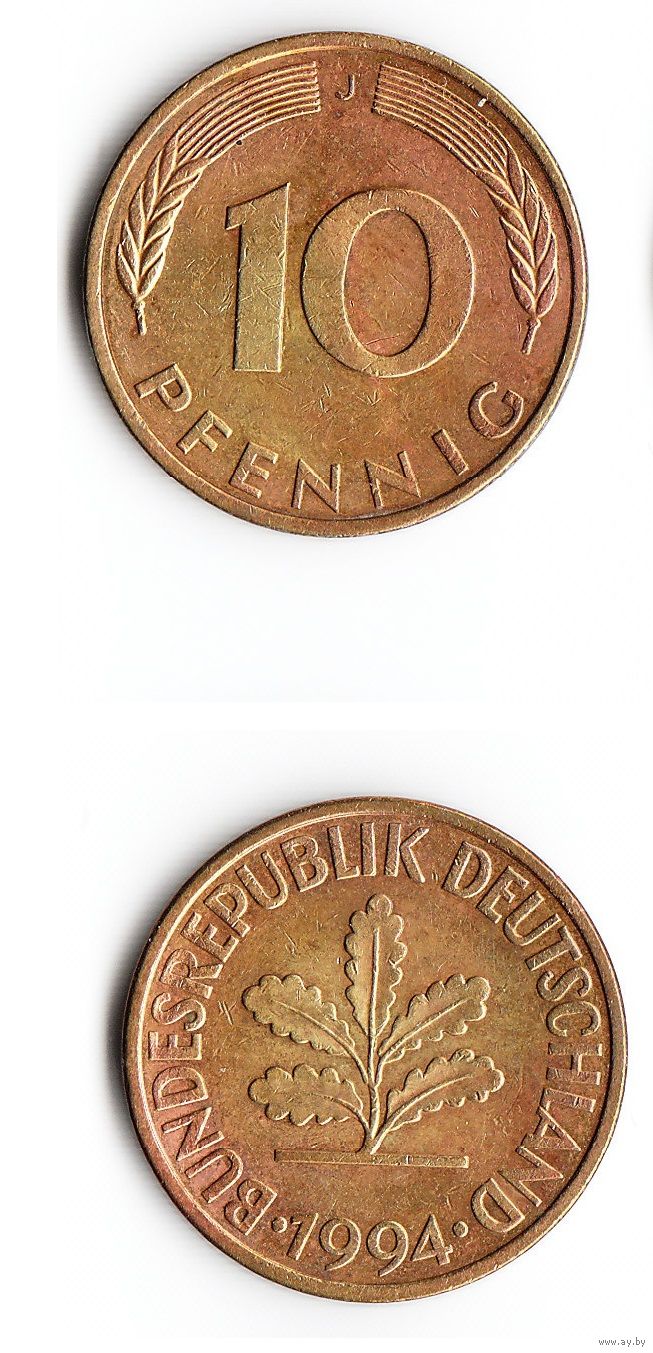 J
10
PFENNIG
BUNDESREPUBLIK DEUTSCHLAND
·1994·
www.ay.by